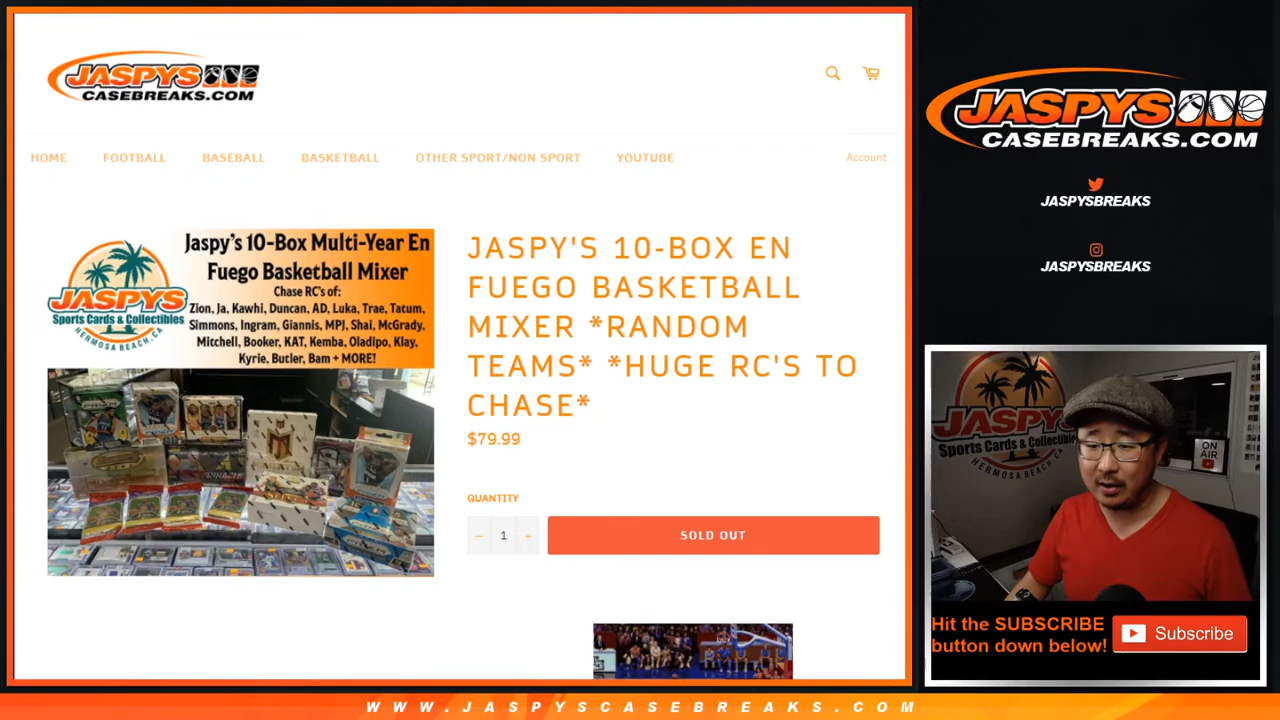 JASPYS
CASEBREAKS.COM
HOME
FOOTBALL
BASEBALL
BASKETBALL
OTHER SPORT/NON SPORT
YOUTUBE
Account
Jaspy's 10-Box Multi-Year En
Fuego Basketball Mixer
Chase RC's of:
Zion, Ja, Kawhi, Duncan, AD, Luka, Trae, Tatum,
Simmons, Ingram, Giannis, MPJ, Shai, McGrady,
Mitchell, Booker, KAT, Kemba, Oladipo, Klay,
Kyrie, Butler, Bam + MORE!
JASPYS
Sports Cards & Collectibles
HERMOSA BEACH, CA
JASPY'S 10-BOX EN
FUEGO BASKETBALL
MIXER *RANDOM
TEAMS* *HUGE RC'S TO
CHASE*
$79.99
QUANTITY
− 1 +
SOLD OUT
JASPYS
CASEBREAKS.COM
JASPYSBREAKS
JASPYSBREAKS
JASPYS
Sports Cards & Collectibles
HERMOSA BEACH, CA
ON
AIR
Hit the SUBSCRIBE
button down below!
Subscribe
WWW.JASPYSCASEBREAKS.COM